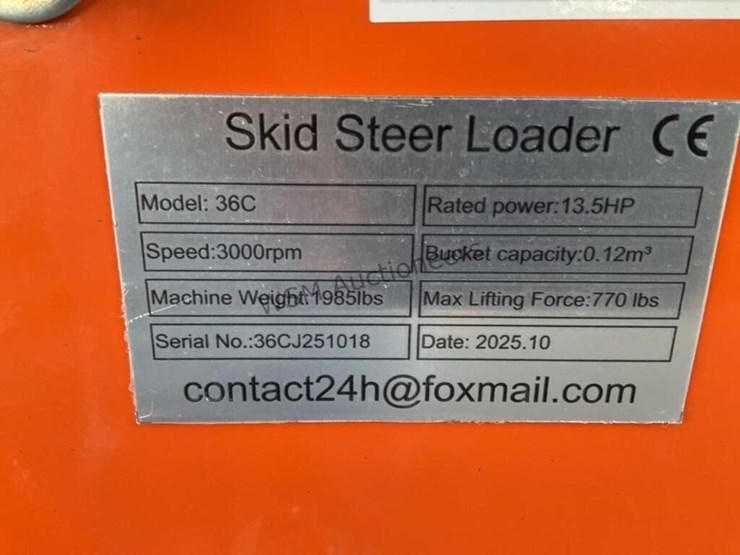 Skid Steer Loader CE
Model: 36C
Rated power:13.5HP
Speed:3000rpm
Bucket capacity:0.12m³
Machine Weight:1985lbs
Max Lifting Force:770 lbs
Serial No.:36CJ251018
Date: 2025.10
contact24h@foxmail.com